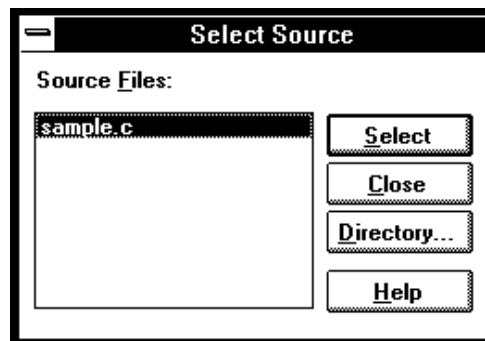 Select Source
Source Files:
sample.c
Select
Close
Directory...
Help